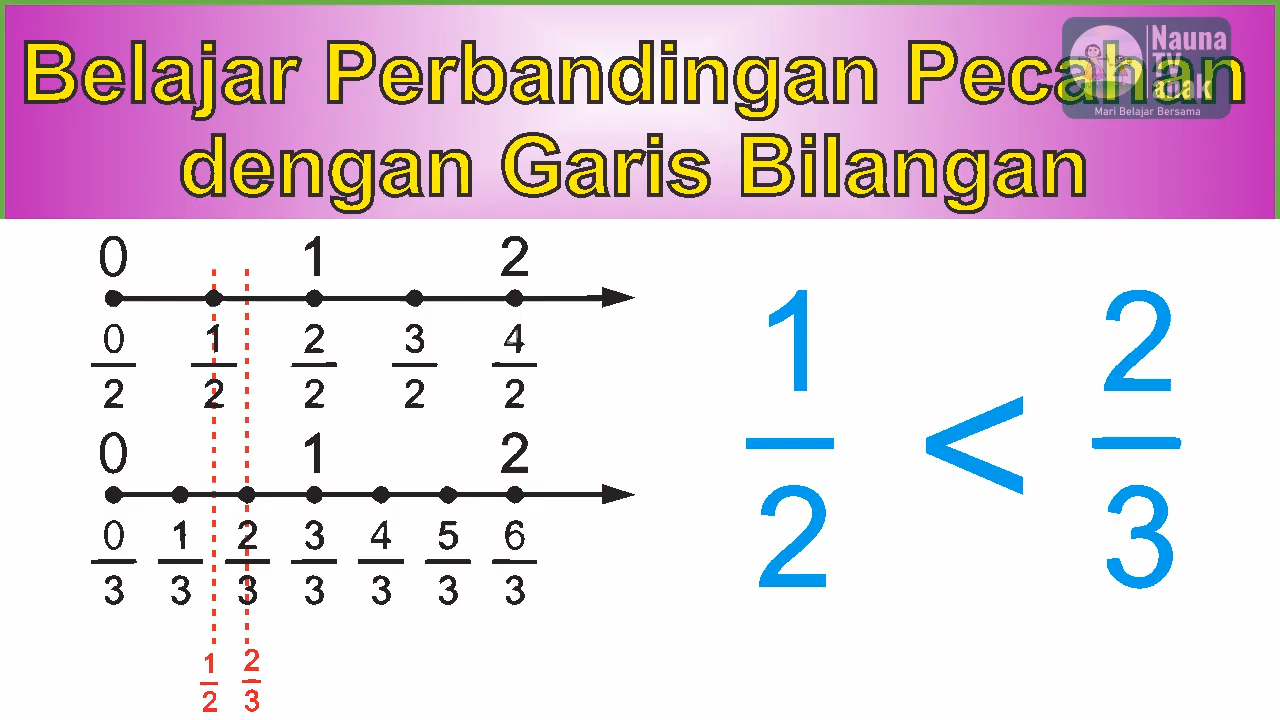 Belajar Perbandingan Pecahan
dengan Garis Bilangan
Nauna
TV
anak
Mari Belajar Bersama
0 1 2
0/2 1/2 2/2 3/2 4/2
0 1 2
0/3 1/3 2/3 3/3 4/3 5/3 6/3
1/2 2/3
1/2 < 2/3